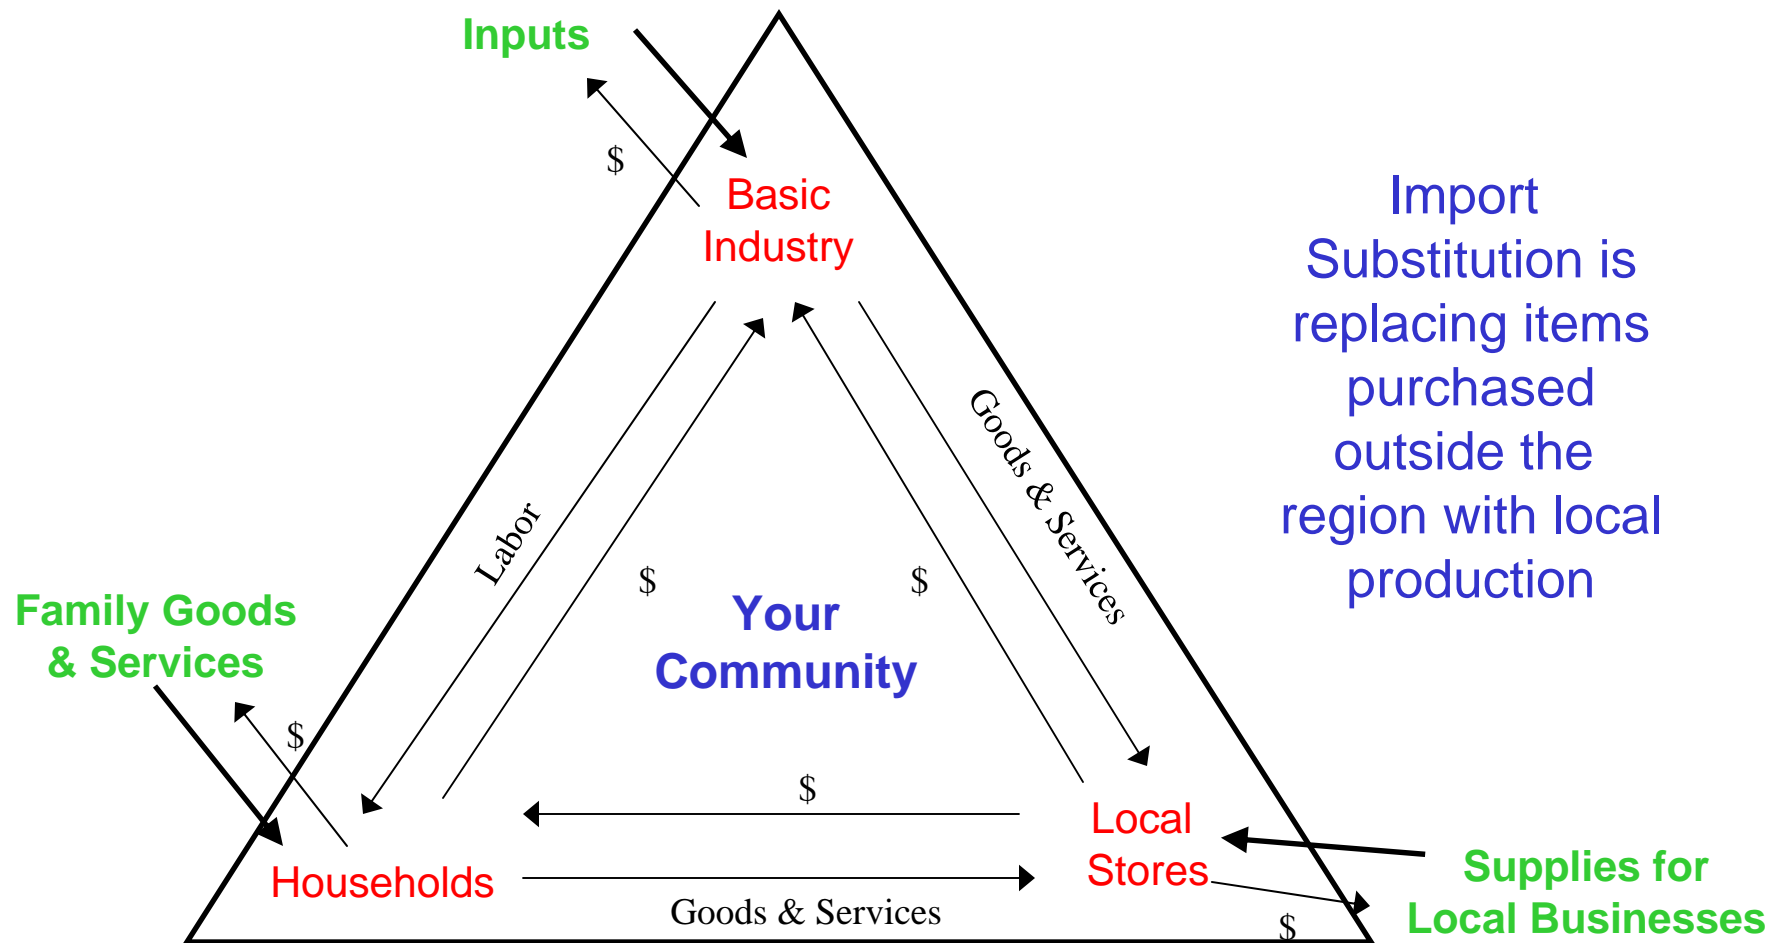 Inputs
$
Basic
Industry
Import
Substitution is
replacing items
purchased
outside the
region with local
production
Goods & Services
Labor
$
$
Your
Community
Family Goods
& Services
$
$
Local
Stores
Households
Goods & Services
$
Supplies for
Local Businesses